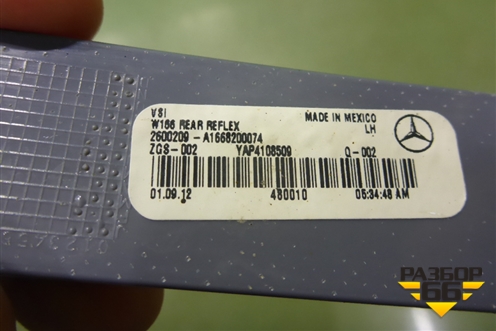 VSI
W166 REAR REFLEX MADE IN MEXICO
2600209 - A1668200074 LH
ZGS-002 YAP4108509 Q-002
01.09.12 480010 06:34:48 AM
РАЗБОР
66